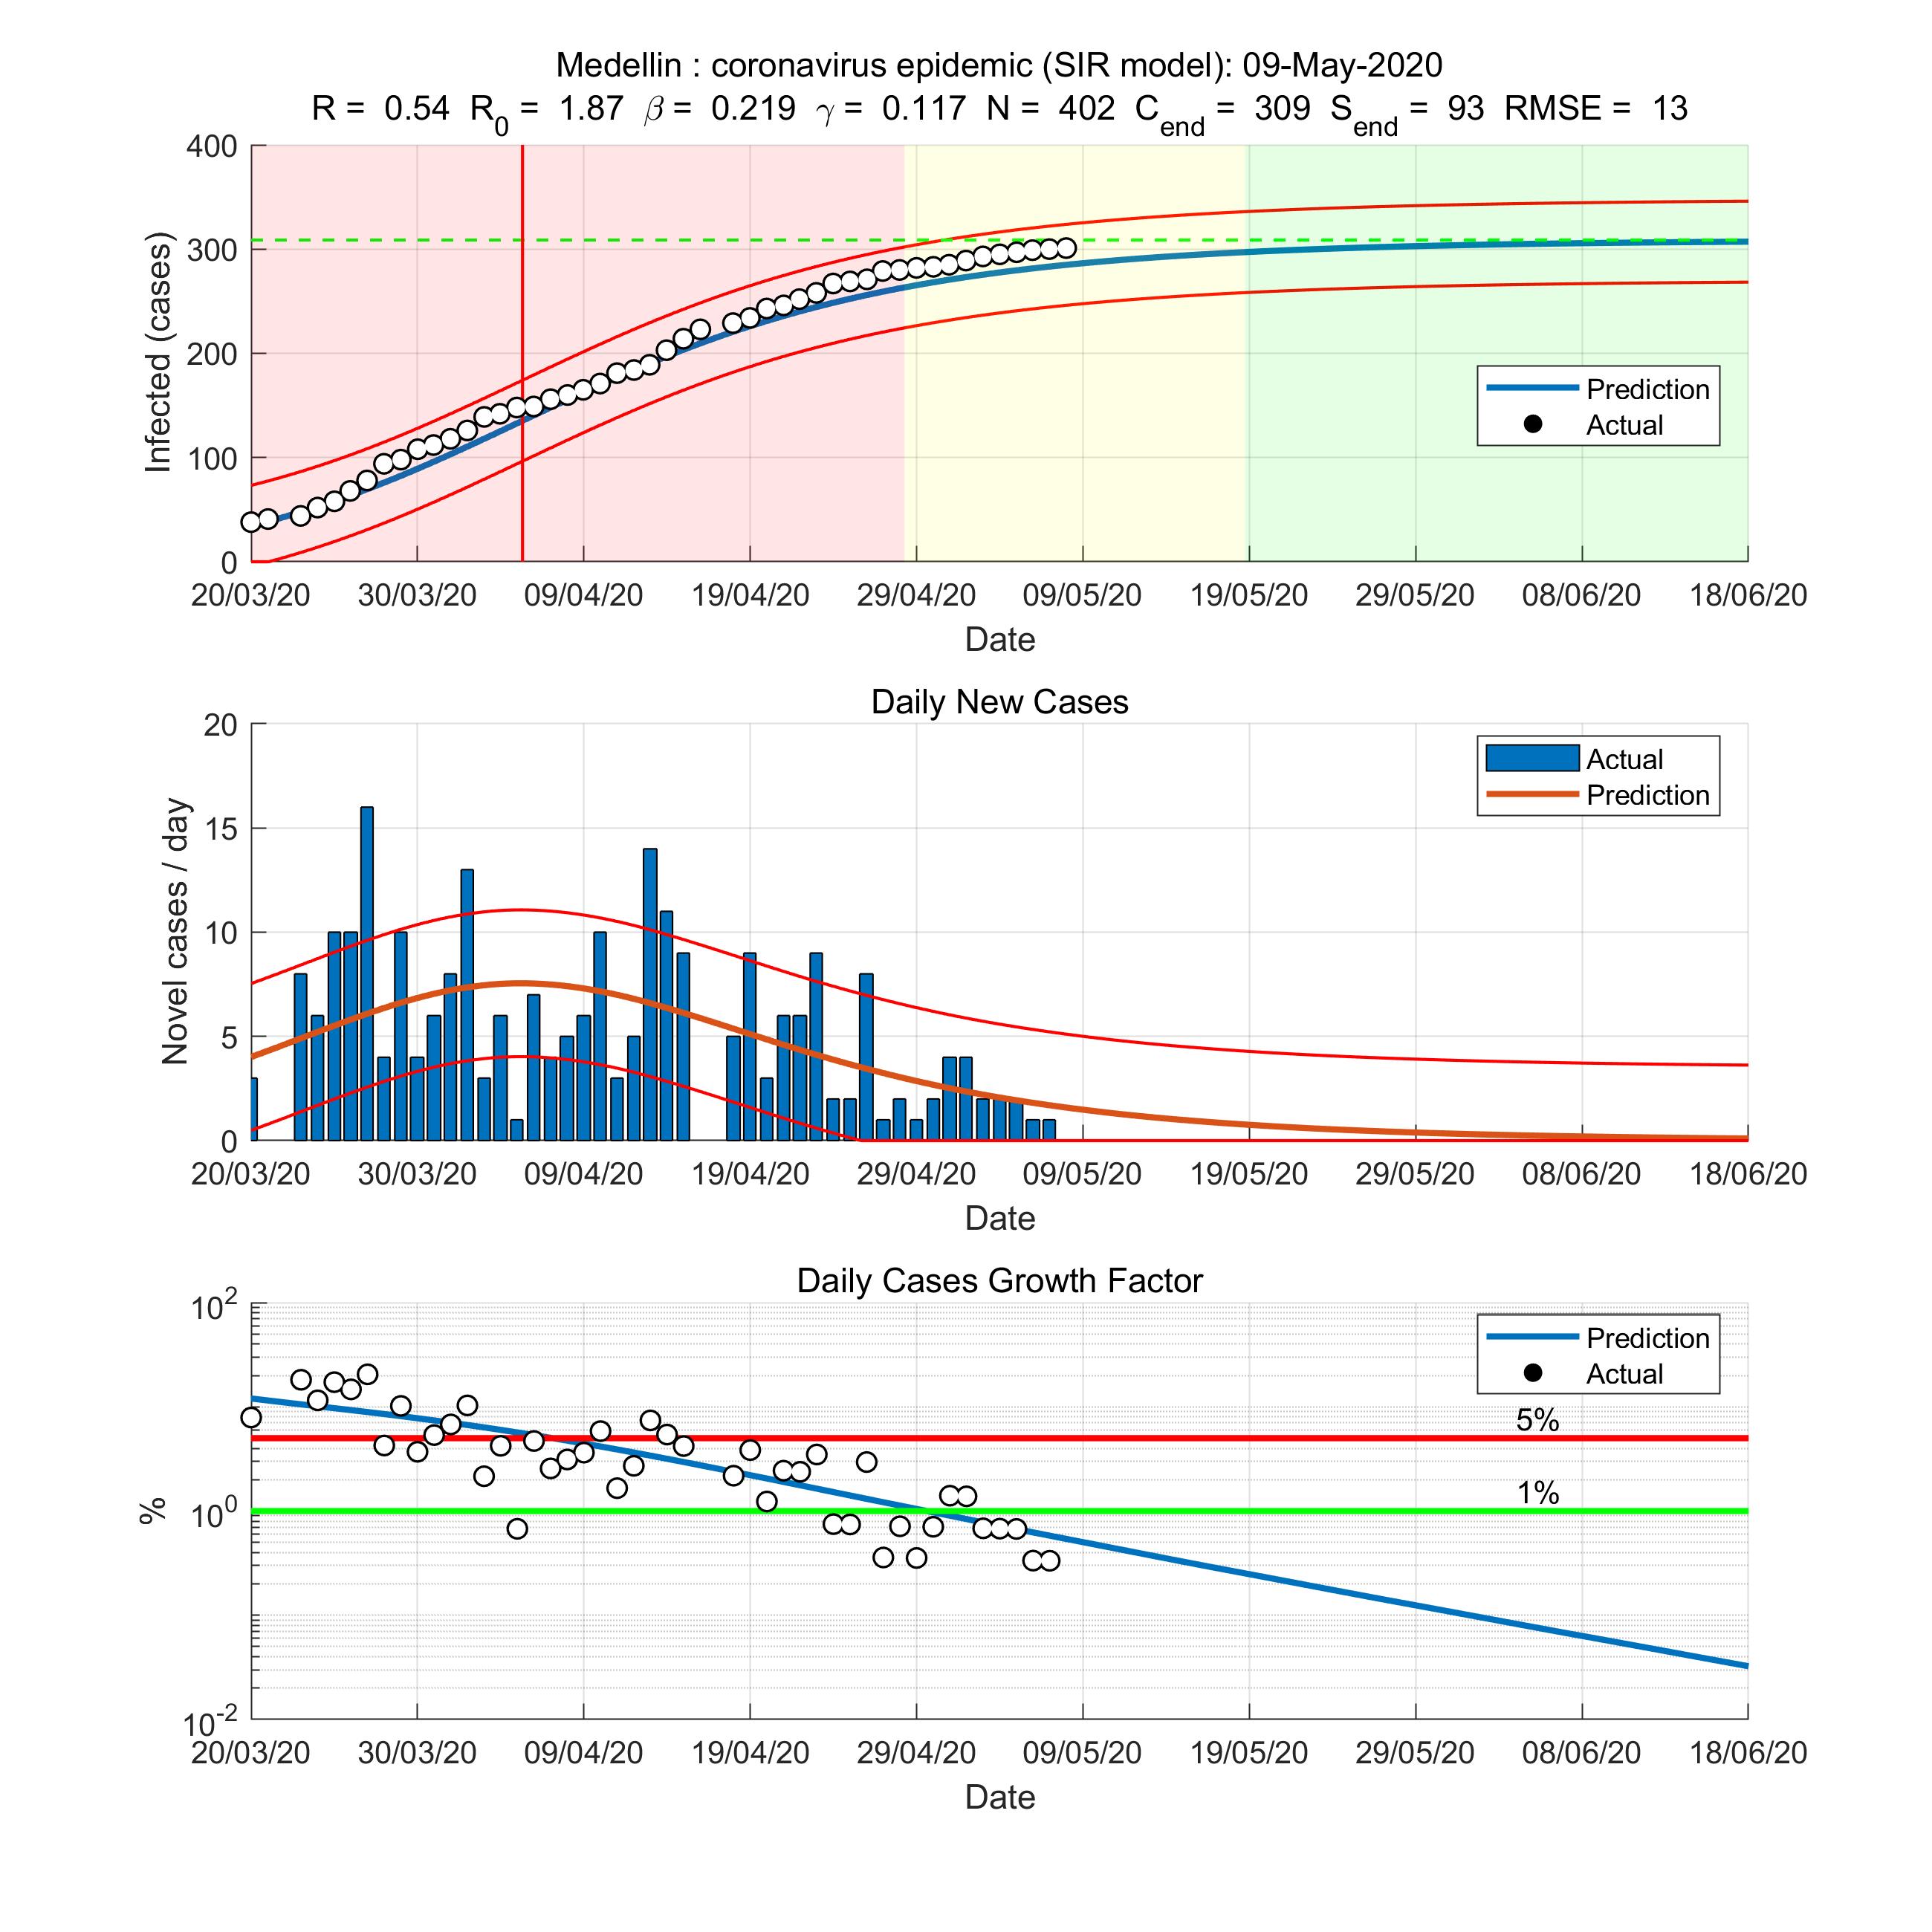 Medellin : coronavirus epidemic (SIR model): 09-May-2020
R = 0.54 R0 = 1.87 β = 0.219 γ = 0.117 N = 402 Cend = 309 Send = 93 RMSE = 13
400
300
200
100
0
Infected (cases)
Prediction
Actual
20/03/20 30/03/20 09/04/20 19/04/20 29/04/20 09/05/20 19/05/20 29/05/20 08/06/20 18/06/20
Date
Daily New Cases
20
15
10
5
0
Novel cases / day
Actual
Prediction
20/03/20 30/03/20 09/04/20 19/04/20 29/04/20 09/05/20 19/05/20 29/05/20 08/06/20 18/06/20
Date
Daily Cases Growth Factor
10^2
10^0
10^-2
%
Prediction
Actual
5%
1%
20/03/20 30/03/20 09/04/20 19/04/20 29/04/20 09/05/20 19/05/20 29/05/20 08/06/20 18/06/20
Date